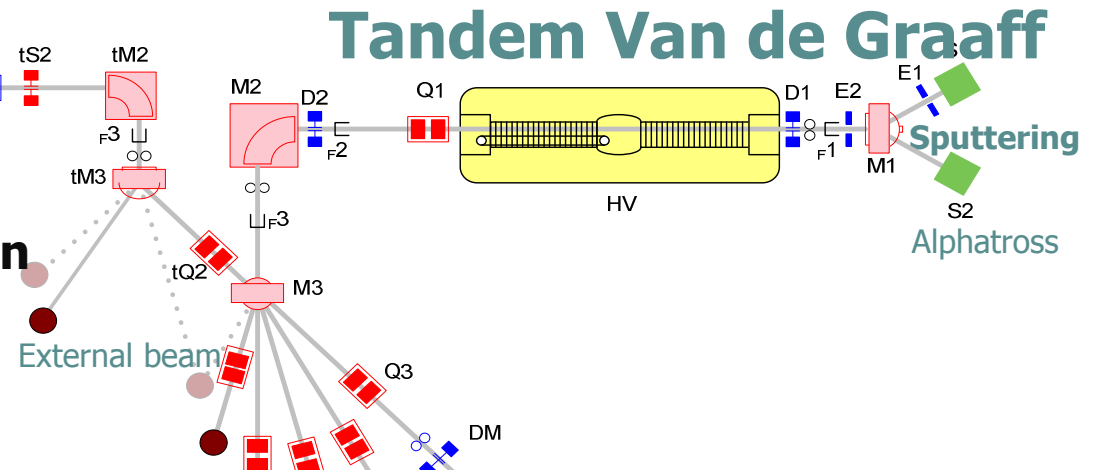 Tandem Van de Graaff
tS2
tM2
M2
D2
Q1
D1
E2
E1
S
F3
F2
F1
M1
Sputtering
tM3
HV
S2
F3
Alphatross
n
tQ2
M3
External beam
Q3
DM